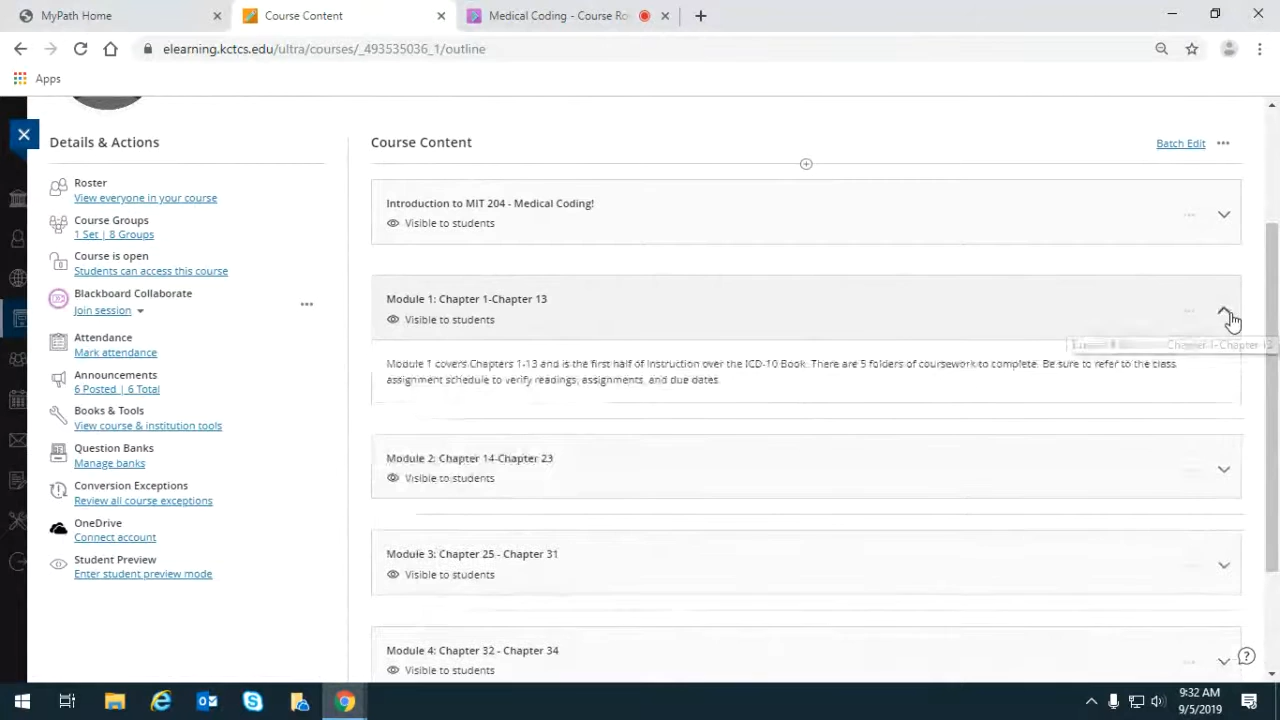 MyPath Home
Course Content
Medical Coding - Course Ro
elearning.kctcs.edu/ultra/courses/_493535036_1/outline
Apps
Details & Actions
Roster
View everyone in your course
Course Groups
1 Set | 8 Groups
Course is open
Students can access this course
Blackboard Collaborate
Join session
Attendance
Mark attendance
Announcements
6 Posted | 6 Total
Books & Tools
View course & institution tools
Question Banks
Manage banks
Conversion Exceptions
Review all course exceptions
OneDrive
Connect account
Student Preview
Enter student preview mode
Course Content
Batch Edit
Introduction to MIT 204 - Medical Coding!
Visible to students
Module 1: Chapter 1-Chapter 13
Visible to students
Chapter 1-Chapter 13
Module 1 covers Chapters 1-13 and is the first half of instruction over the ICD-10 Book. There are 5 folders of coursework to complete. Be sure to refer to the class
assignment schedule to verify readings, assignments, and due dates.
Module 2: Chapter 14-Chapter 23
Visible to students
Module 3: Chapter 25 - Chapter 31
Visible to students
Module 4: Chapter 32 - Chapter 34
Visible to students
9:32 AM
9/5/2019